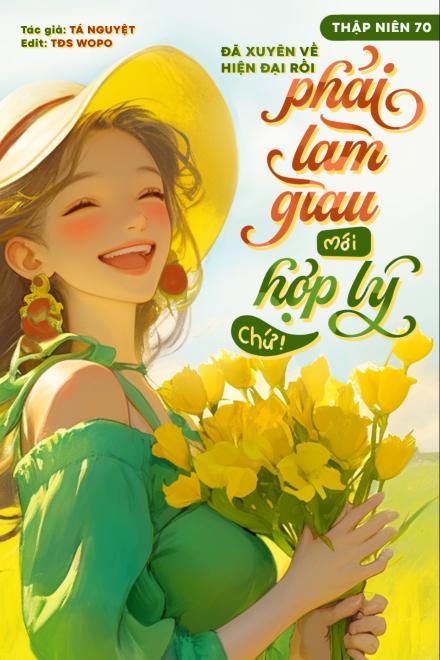 THẬP NIÊN 70
Tác giả: TÁ NGUYỆT
Edit: TĐS WOPO
ĐÃ XUYÊN VỀ
HIỆN ĐẠI RỒI
phải
làm
giàu
mới
hợp lý
Chứ!